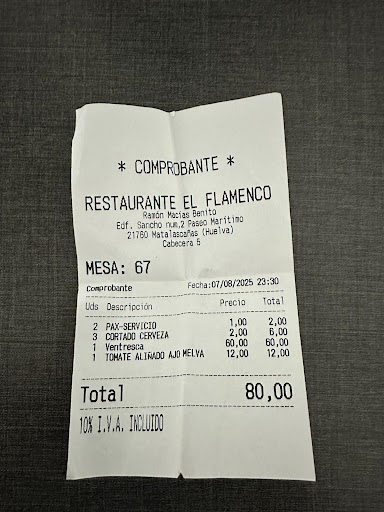 * COMPROBANTE *
RESTAURANTE EL FLAMENCO
Ramón Macias Benito
Edf. Sancho num.2 Paseo Marítimo
21760 Matalascañas (Huelva)
Cabecera 5
MESA: 67
Comprobante Fecha:07/08/2025 23:30
Uds Descripción Precio Total
2 PAX-SERVICIO 1,00 2,00
3 CORTADO CERVEZA 2,00 6,00
1 Ventresca 60,00 60,00
1 TOMATE ALIÑADO AJO MELVA 12,00 12,00
Total 80,00
10% I.V.A. INCLUIDO